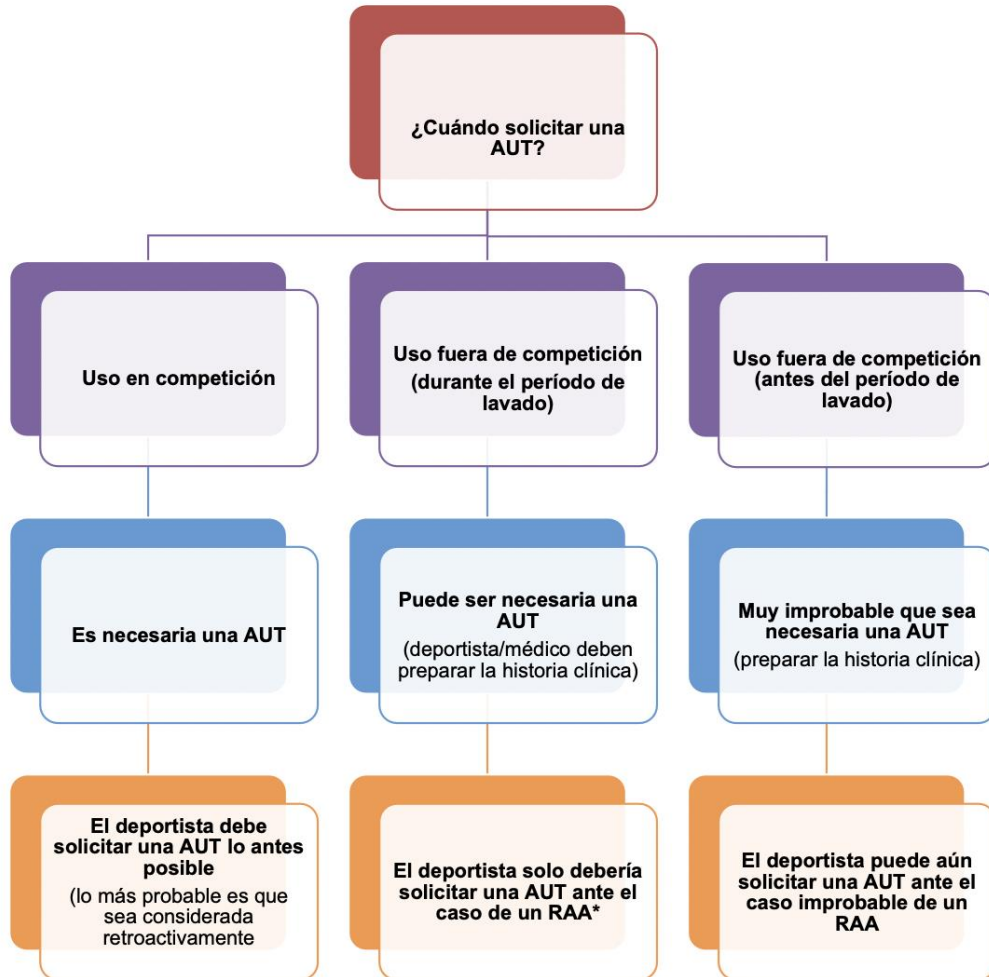 ¿Cuándo solicitar una
AUT?
Uso en competición
Uso fuera de competición
(durante el período de
lavado)
Uso fuera de competición
(antes del período de
lavado)
Es necesaria una AUT
Puede ser necesaria una
AUT
(deportista/médico deben
preparar la historia clínica)
Muy improbable que sea
necesaria una AUT
(preparar la historia clínica)
El deportista debe
solicitar una AUT lo antes
posible
(lo más probable es que
sea considerada
retroactivamente
El deportista solo debería
solicitar una AUT ante el
caso de un RAA*
El deportista puede aún
solicitar una AUT ante el
caso improbable de un
RAA